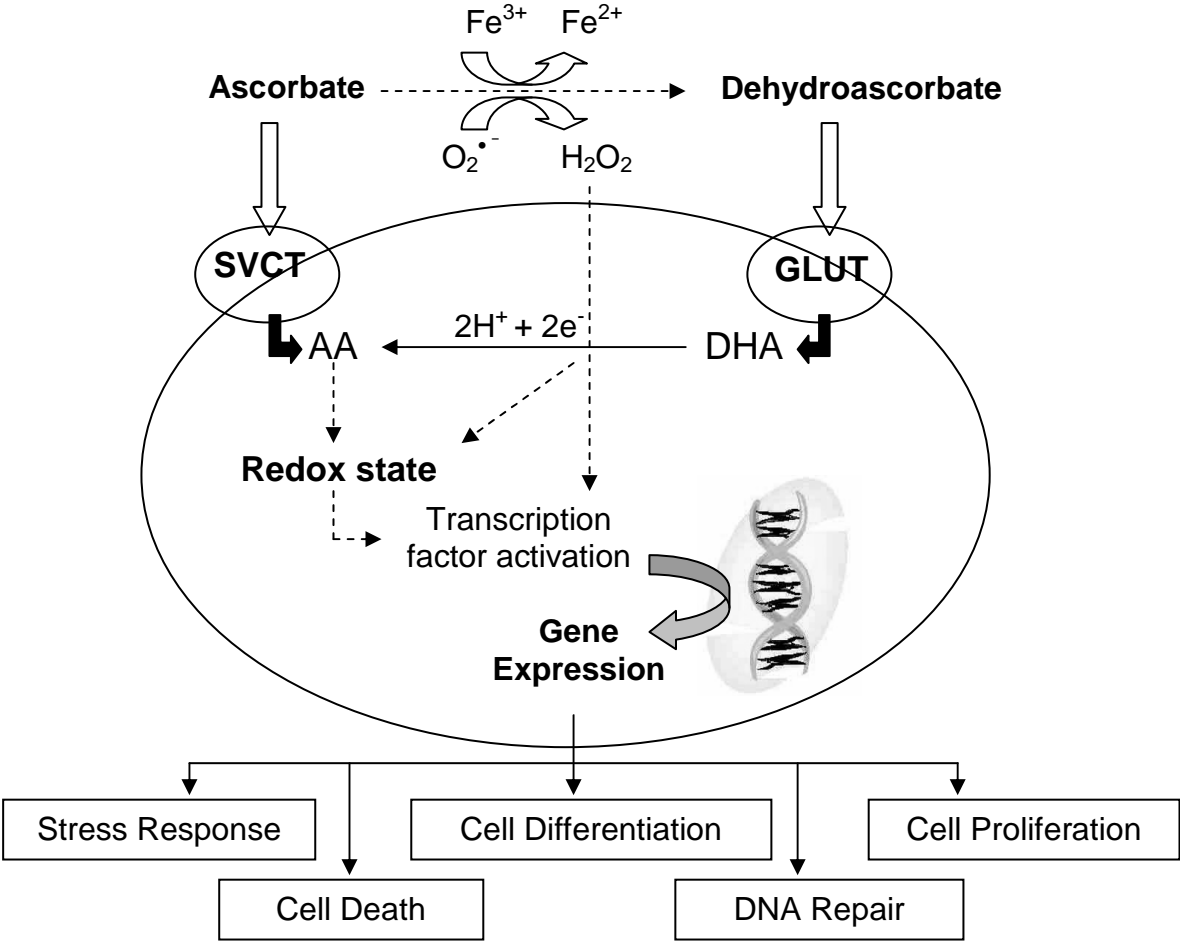 Fe³⁺ Fe²⁺
Ascorbate Dehydroascorbate
O₂•⁻ H₂O₂
SVCT GLUT
2H⁺ + 2e⁻
AA DHA
Redox state
Transcription
factor activation
Gene
Expression
Stress Response Cell Differentiation Cell Proliferation
Cell Death DNA Repair